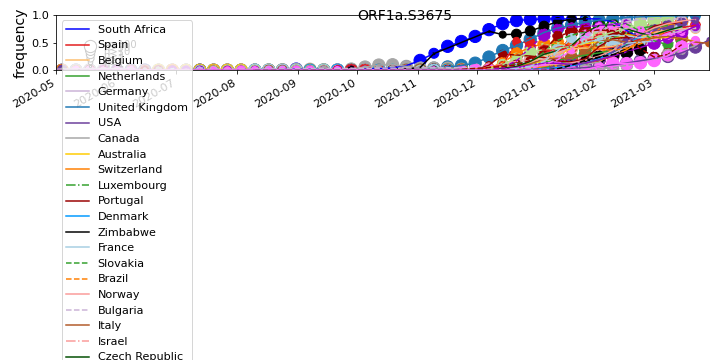 ORF1a.S3675
frequency
1.0
0.5
0.0
2020-05
2020-07
2020-08
2020-09
2020-10
2020-11
2020-12
2021-01
2021-02
2021-03
South Africa
Spain
Belgium
Netherlands
Germany
United Kingdom
USA
Canada
Australia
Switzerland
Luxembourg
Portugal
Denmark
Zimbabwe
France
Slovakia
Brazil
Norway
Bulgaria
Italy
Israel
Czech Republic